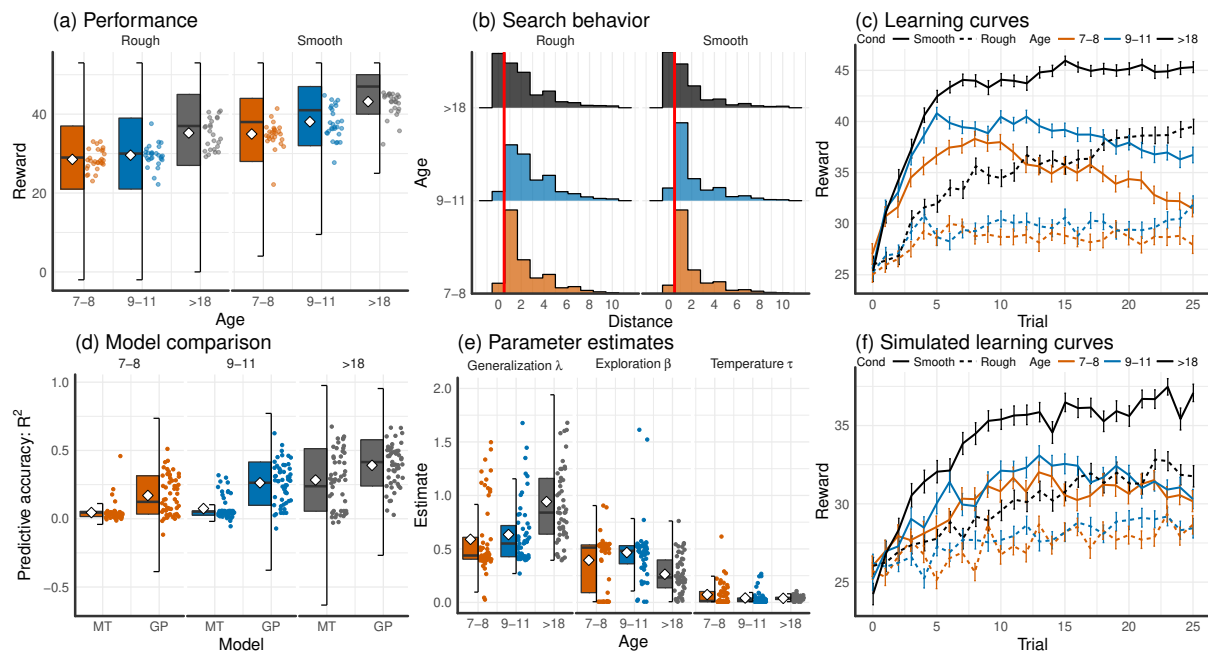 (a) Performance
Rough Smooth
Reward
40
20
0
7−8 9−11 >18 7−8 9−11 >18
Age
(b) Search behavior
Rough Smooth
Age
>18
9−11
7−8
0 2 4 6 8 10 0 2 4 6 8 10
Distance
(c) Learning curves
Cond Smooth Rough Age 7−8 9−11 >18
Reward
45
40
35
30
25
0 5 10 15 20 25
Trial
(d) Model comparison
7−8 9−11 >18
Predictive accuracy: R²
1.0
0.5
0.0
−0.5
MT GP MT GP MT GP
Model
(e) Parameter estimates
Generalization λ Exploration β Temperature τ
Estimate
2.0
1.5
1.0
0.5
0.0
7−8 9−11 >18 7−8 9−11 >18 7−8 9−11 >18
Age
(f) Simulated learning curves
Cond Smooth Rough Age 7−8 9−11 >18
Reward
35
30
25
0 5 10 15 20 25
Trial